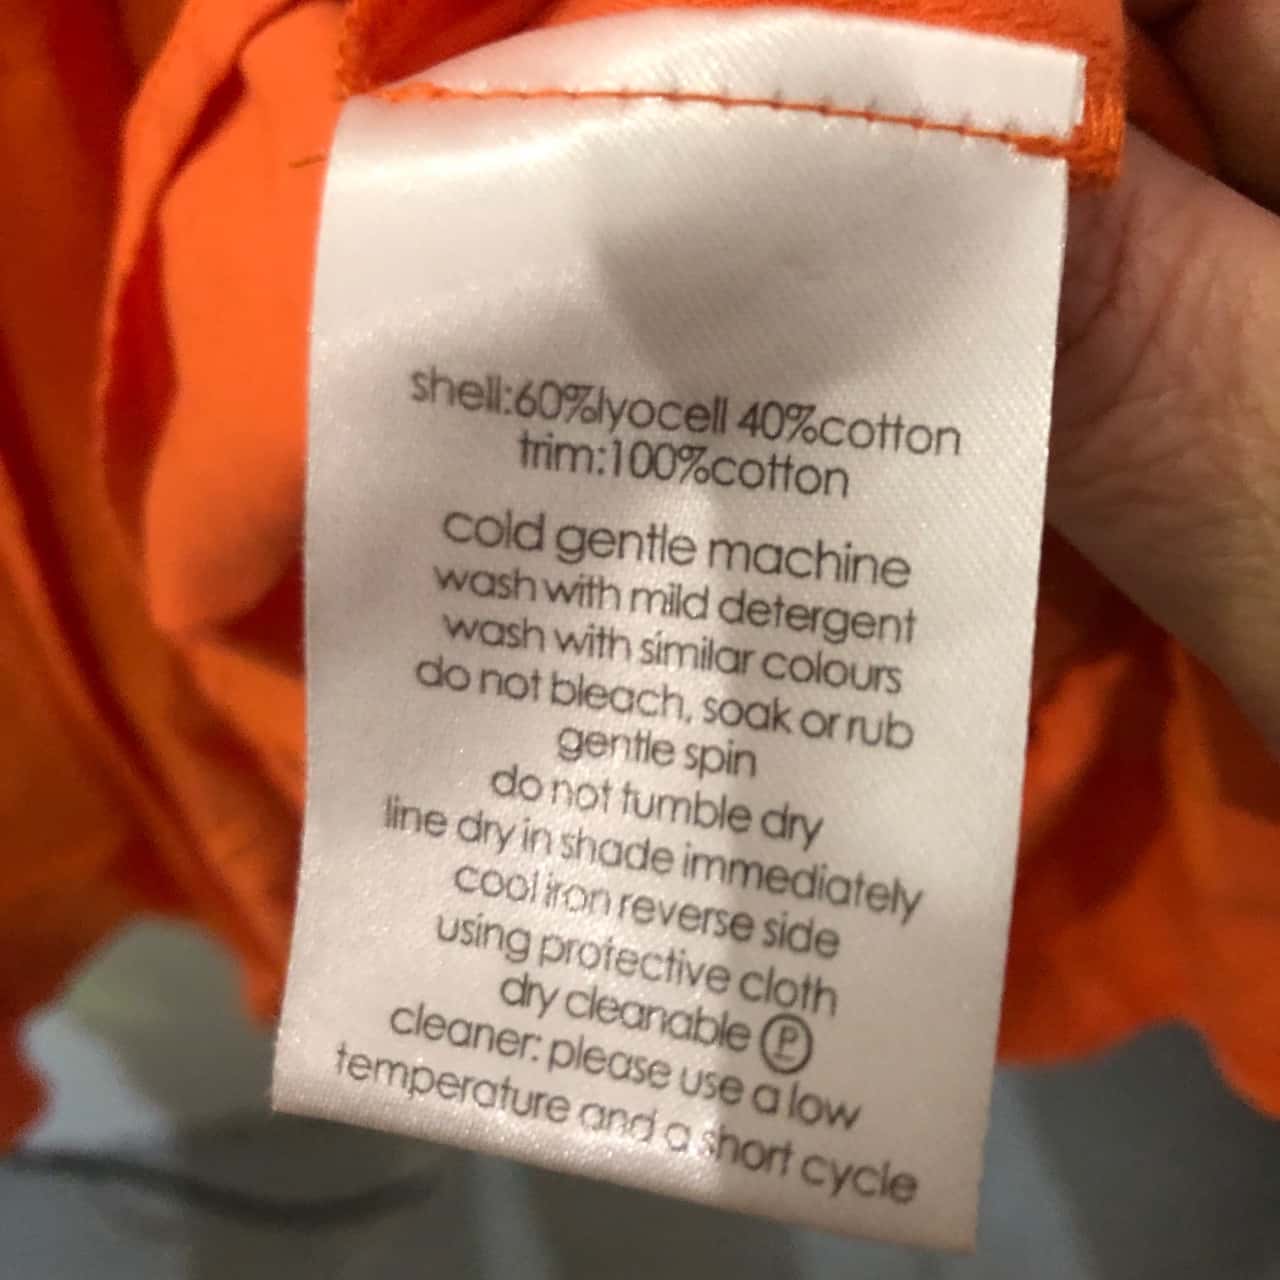 shell:60%lyocell 40%cotton
trim:100%cotton
cold gentle machine
wash with mild detergent
wash with similar colours
do not bleach, soak or rub
gentle spin
do not tumble dry
line dry in shade immediately
cool iron reverse side
using protective cloth
dry cleanable Ⓟ
cleaner: please use a low
temperature and a short cycle